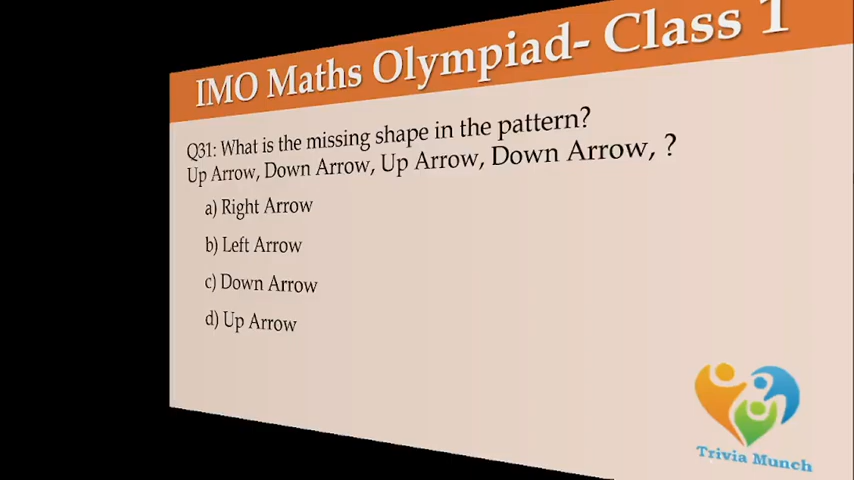 IMO Maths Olympiad- Class 1
Q31: What is the missing shape in the pattern?
Up Arrow, Down Arrow, Up Arrow, Down Arrow, ?
a) Right Arrow
b) Left Arrow
c) Down Arrow
d) Up Arrow
Trivia Munch